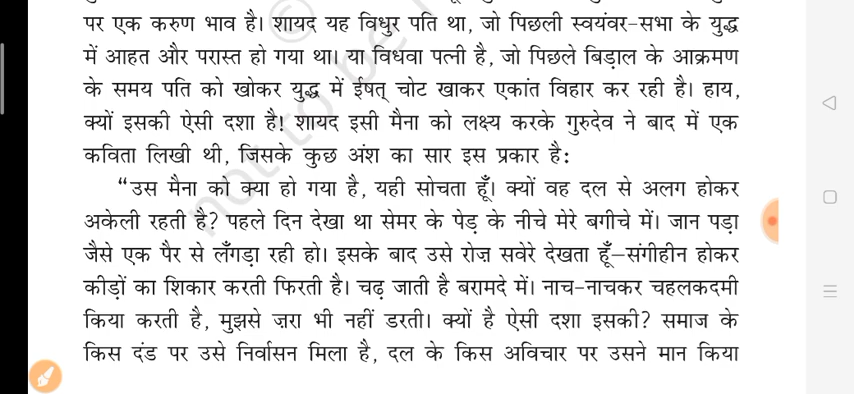 पर एक करुण भाव है। शायद यह विधुर पति था, जो पिछली स्वयंवर-सभा के युद्ध
में आहत और परास्त हो गया था। या विधवा पत्नी है, जो पिछले बिड़ाल के आक्रमण
के समय पति को खोकर युद्ध में ईषत् चोट खाकर एकांत विहार कर रही है। हाय,
क्यों इसकी ऐसी दशा है! शायद इसी मैना को लक्ष्य करके गुरुदेव ने बाद में एक
कविता लिखी थी, जिसके कुछ अंश का सार इस प्रकार है:
“उस मैना को क्या हो गया है, यही सोचता हूँ। क्यों वह दल से अलग होकर
अकेली रहती है? पहले दिन देखा था सेमर के पेड़ के नीचे मेरे बगीचे में। जान पड़ा
जैसे एक पैर से लँगड़ा रही हो। इसके बाद उसे रोज़ सवेरे देखता हूँ—संगीहीन होकर
कीड़ों का शिकार करती फिरती है। चढ़ जाती है बरामदे में। नाच-नाचकर चहलकदमी
किया करती है, मुझसे ज़रा भी नहीं डरती। क्यों है ऐसी दशा इसकी? समाज के
किस दंड पर उसे निर्वासन मिला है, दल के किस अविचार पर उसने मान किया
not to be